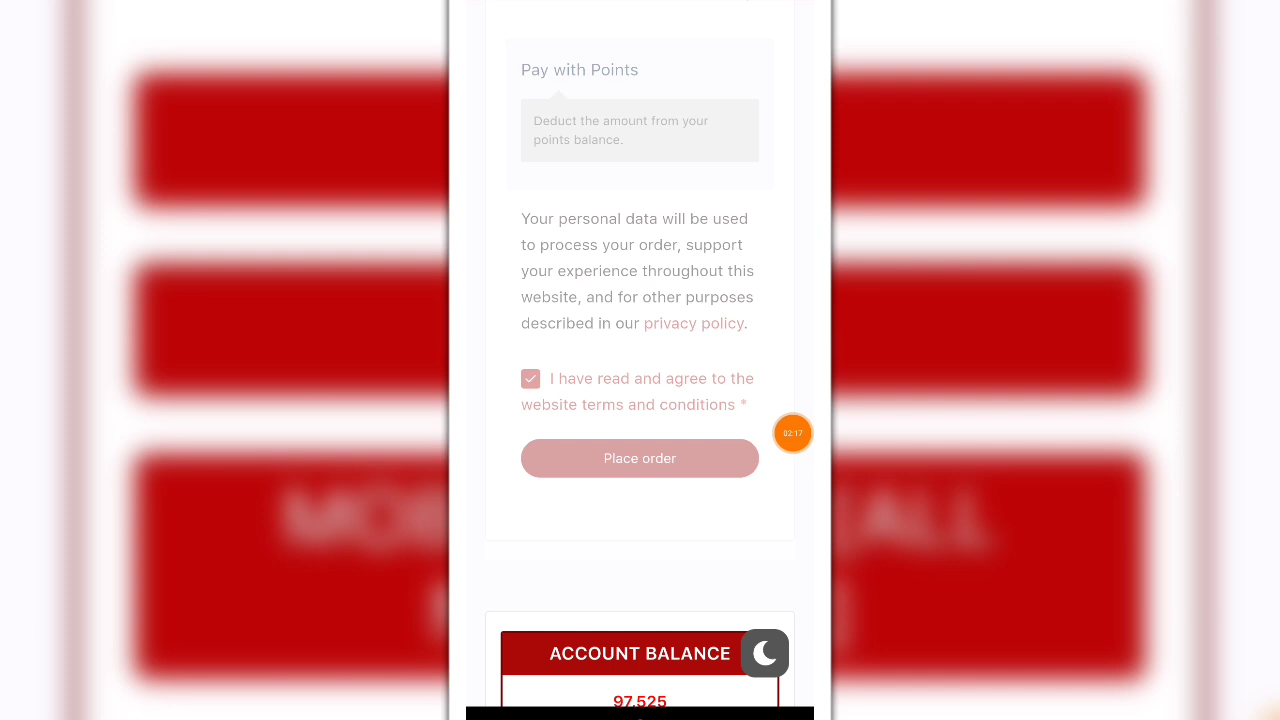 Pay with Points
Deduct the amount from your
points balance.
Your personal data will be used
to process your order, support
your experience throughout this
website, and for other purposes
described in our privacy policy.
I have read and agree to the
website terms and conditions *
02:17
Place order
ACCOUNT BALANCE
97,525